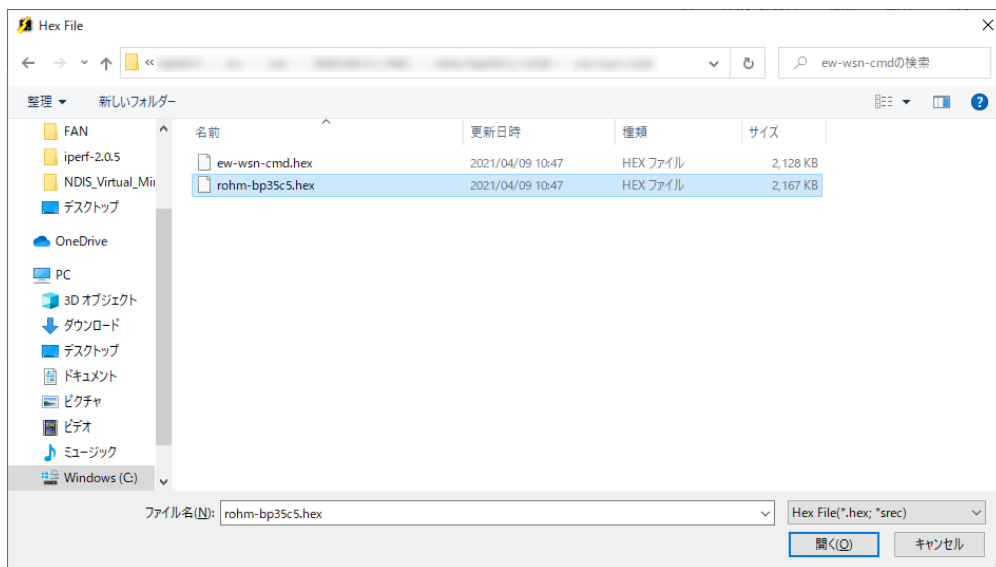 Hex File
« ew-wsn-cmdの検索
整理 新しいフォルダー
FAN
iperf-2.0.5
NDIS_Virtual_Mi
デスクトップ
OneDrive
PC
3D オブジェクト
ダウンロード
デスクトップ
ドキュメント
ピクチャ
ビデオ
ミュージック
Windows (C:)
名前 更新日時 種類 サイズ
ew-wsn-cmd.hex 2021/04/09 10:47 HEX ファイル 2,128 KB
rohm-bp35c5.hex 2021/04/09 10:47 HEX ファイル 2,167 KB
ファイル名(N): rohm-bp35c5.hex Hex File(*.hex; *srec)
開く(O) キャンセル